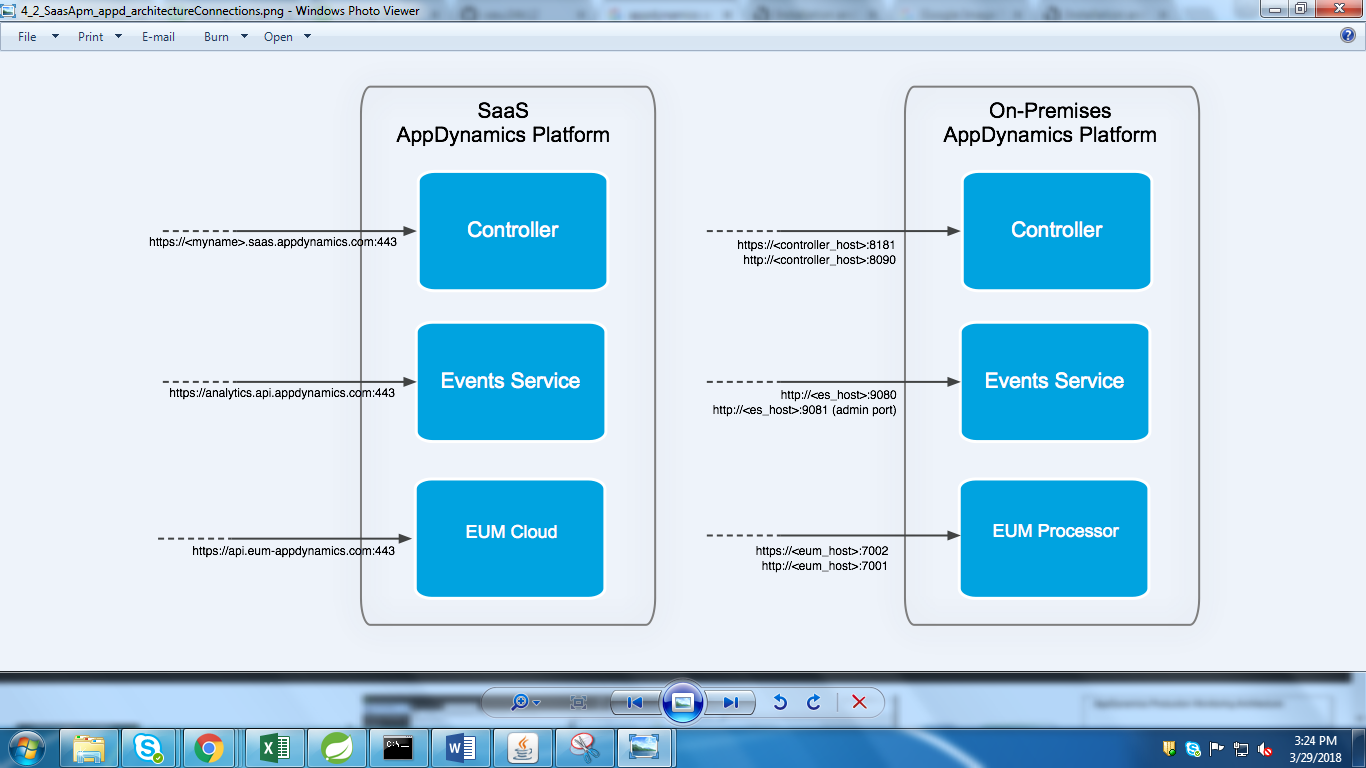 4_2_SaasApm_appd_architectureConnections.png - Windows Photo Viewer
File Print E-mail Burn Open
SaaS
AppDynamics Platform
Controller
https://<myname>.saas.appdynamics.com:443
Events Service
https://analytics.api.appdynamics.com:443
EUM Cloud
https://api.eum-appdynamics.com:443
On-Premises
AppDynamics Platform
Controller
https://<controller_host>:8181
http://<controller_host>:8090
Events Service
http://<es_host>:9080
http://<es_host>:9081 (admin port)
EUM Processor
https://<eum_host>:7002
http://<eum_host>:7001
3:24 PM
3/29/2018